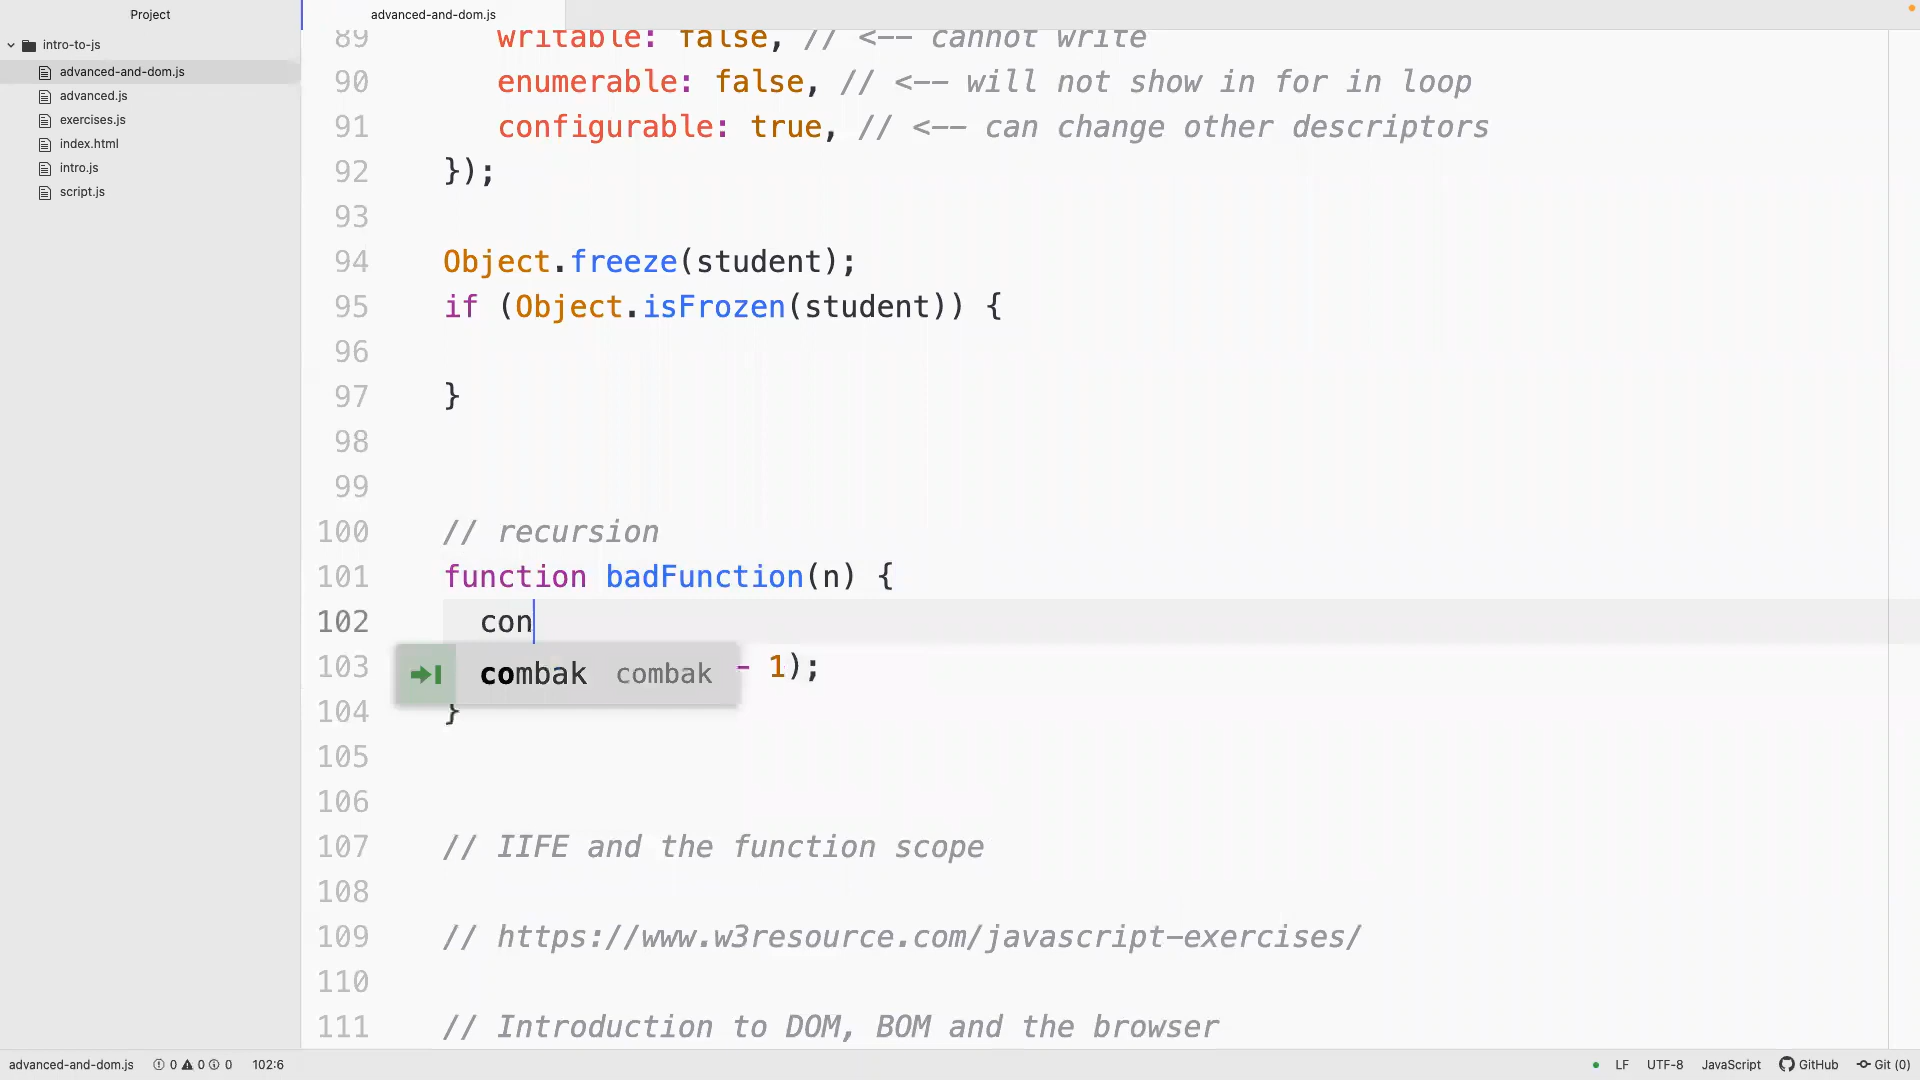 Project
advanced-and-dom.js
intro-to-js
advanced-and-dom.js
advanced.js
exercises.js
index.html
intro.js
script.js
89 writable: false, // <-- cannot write
90 enumerable: false, // <-- will not show in for in loop
91 configurable: true, // <-- can change other descriptors
92 });
93
94 Object.freeze(student);
95 if (Object.isFrozen(student)) {
96
97 }
98
99
100 // recursion
101 function badFunction(n) {
102 con
combak combak
103 - 1);
104 }
105
106
107 // IIFE and the function scope
108
109 // https://www.w3resource.com/javascript-exercises/
110
111 // Introduction to DOM, BOM and the browser
advanced-and-dom.js 0 0 0 102:6 LF UTF-8 JavaScript GitHub Git (0)